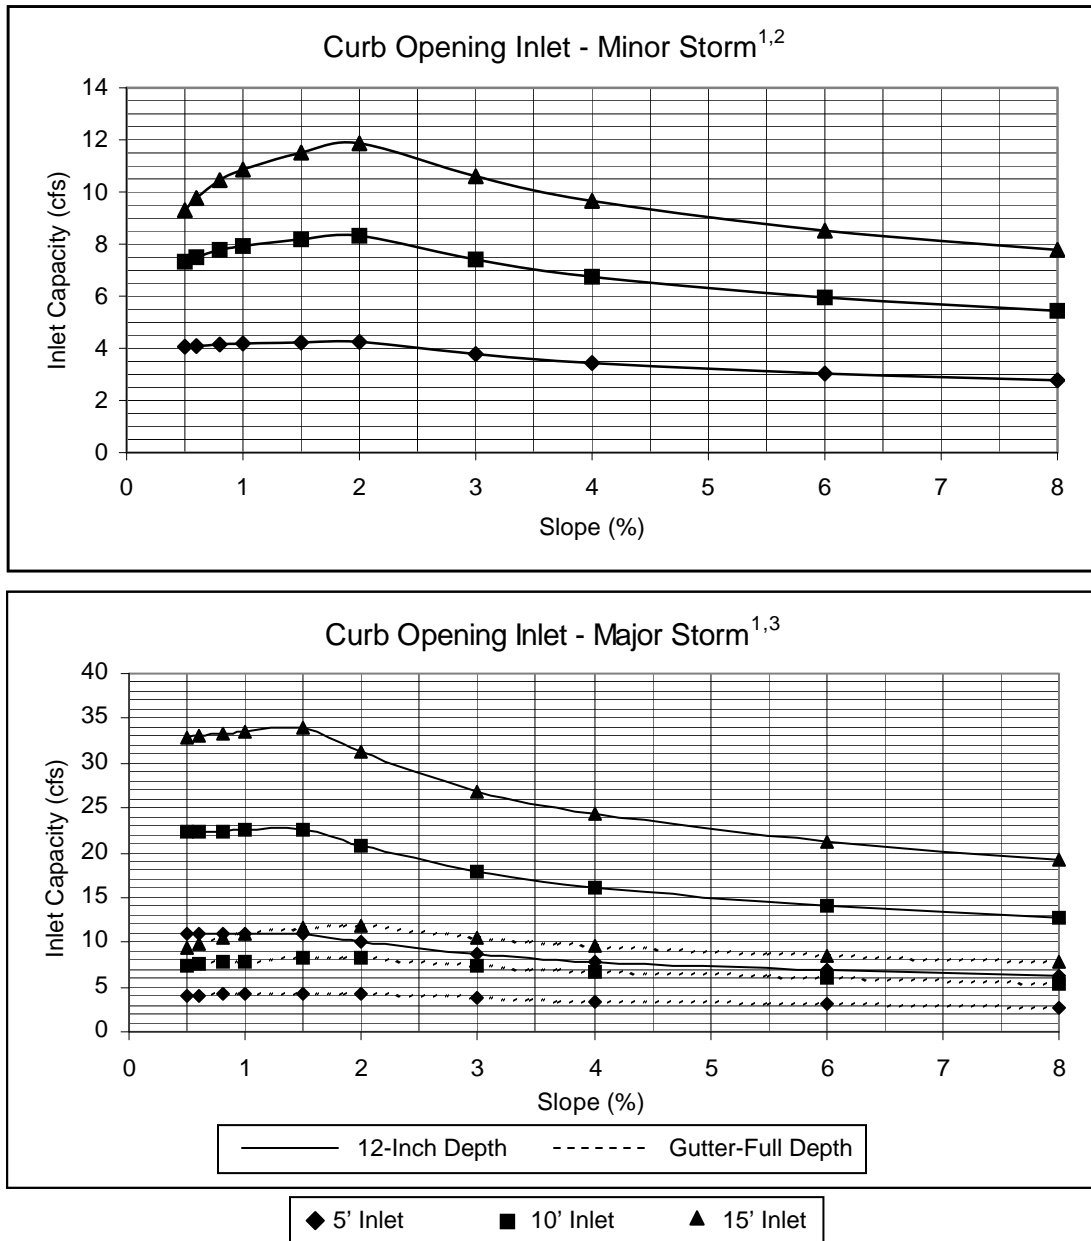 Curb Opening Inlet - Minor Storm1,2
14
12
10
8
6
4
2
0
Inlet Capacity (cfs)
0 1 2 3 4 5 6 7 8
Slope (%)
Curb Opening Inlet - Major Storm1,3
40
35
30
25
20
15
10
5
0
Inlet Capacity (cfs)
0 1 2 3 4 5 6 7 8
Slope (%)
12-Inch Depth Gutter-Full Depth
5' Inlet 10' Inlet 15' Inlet